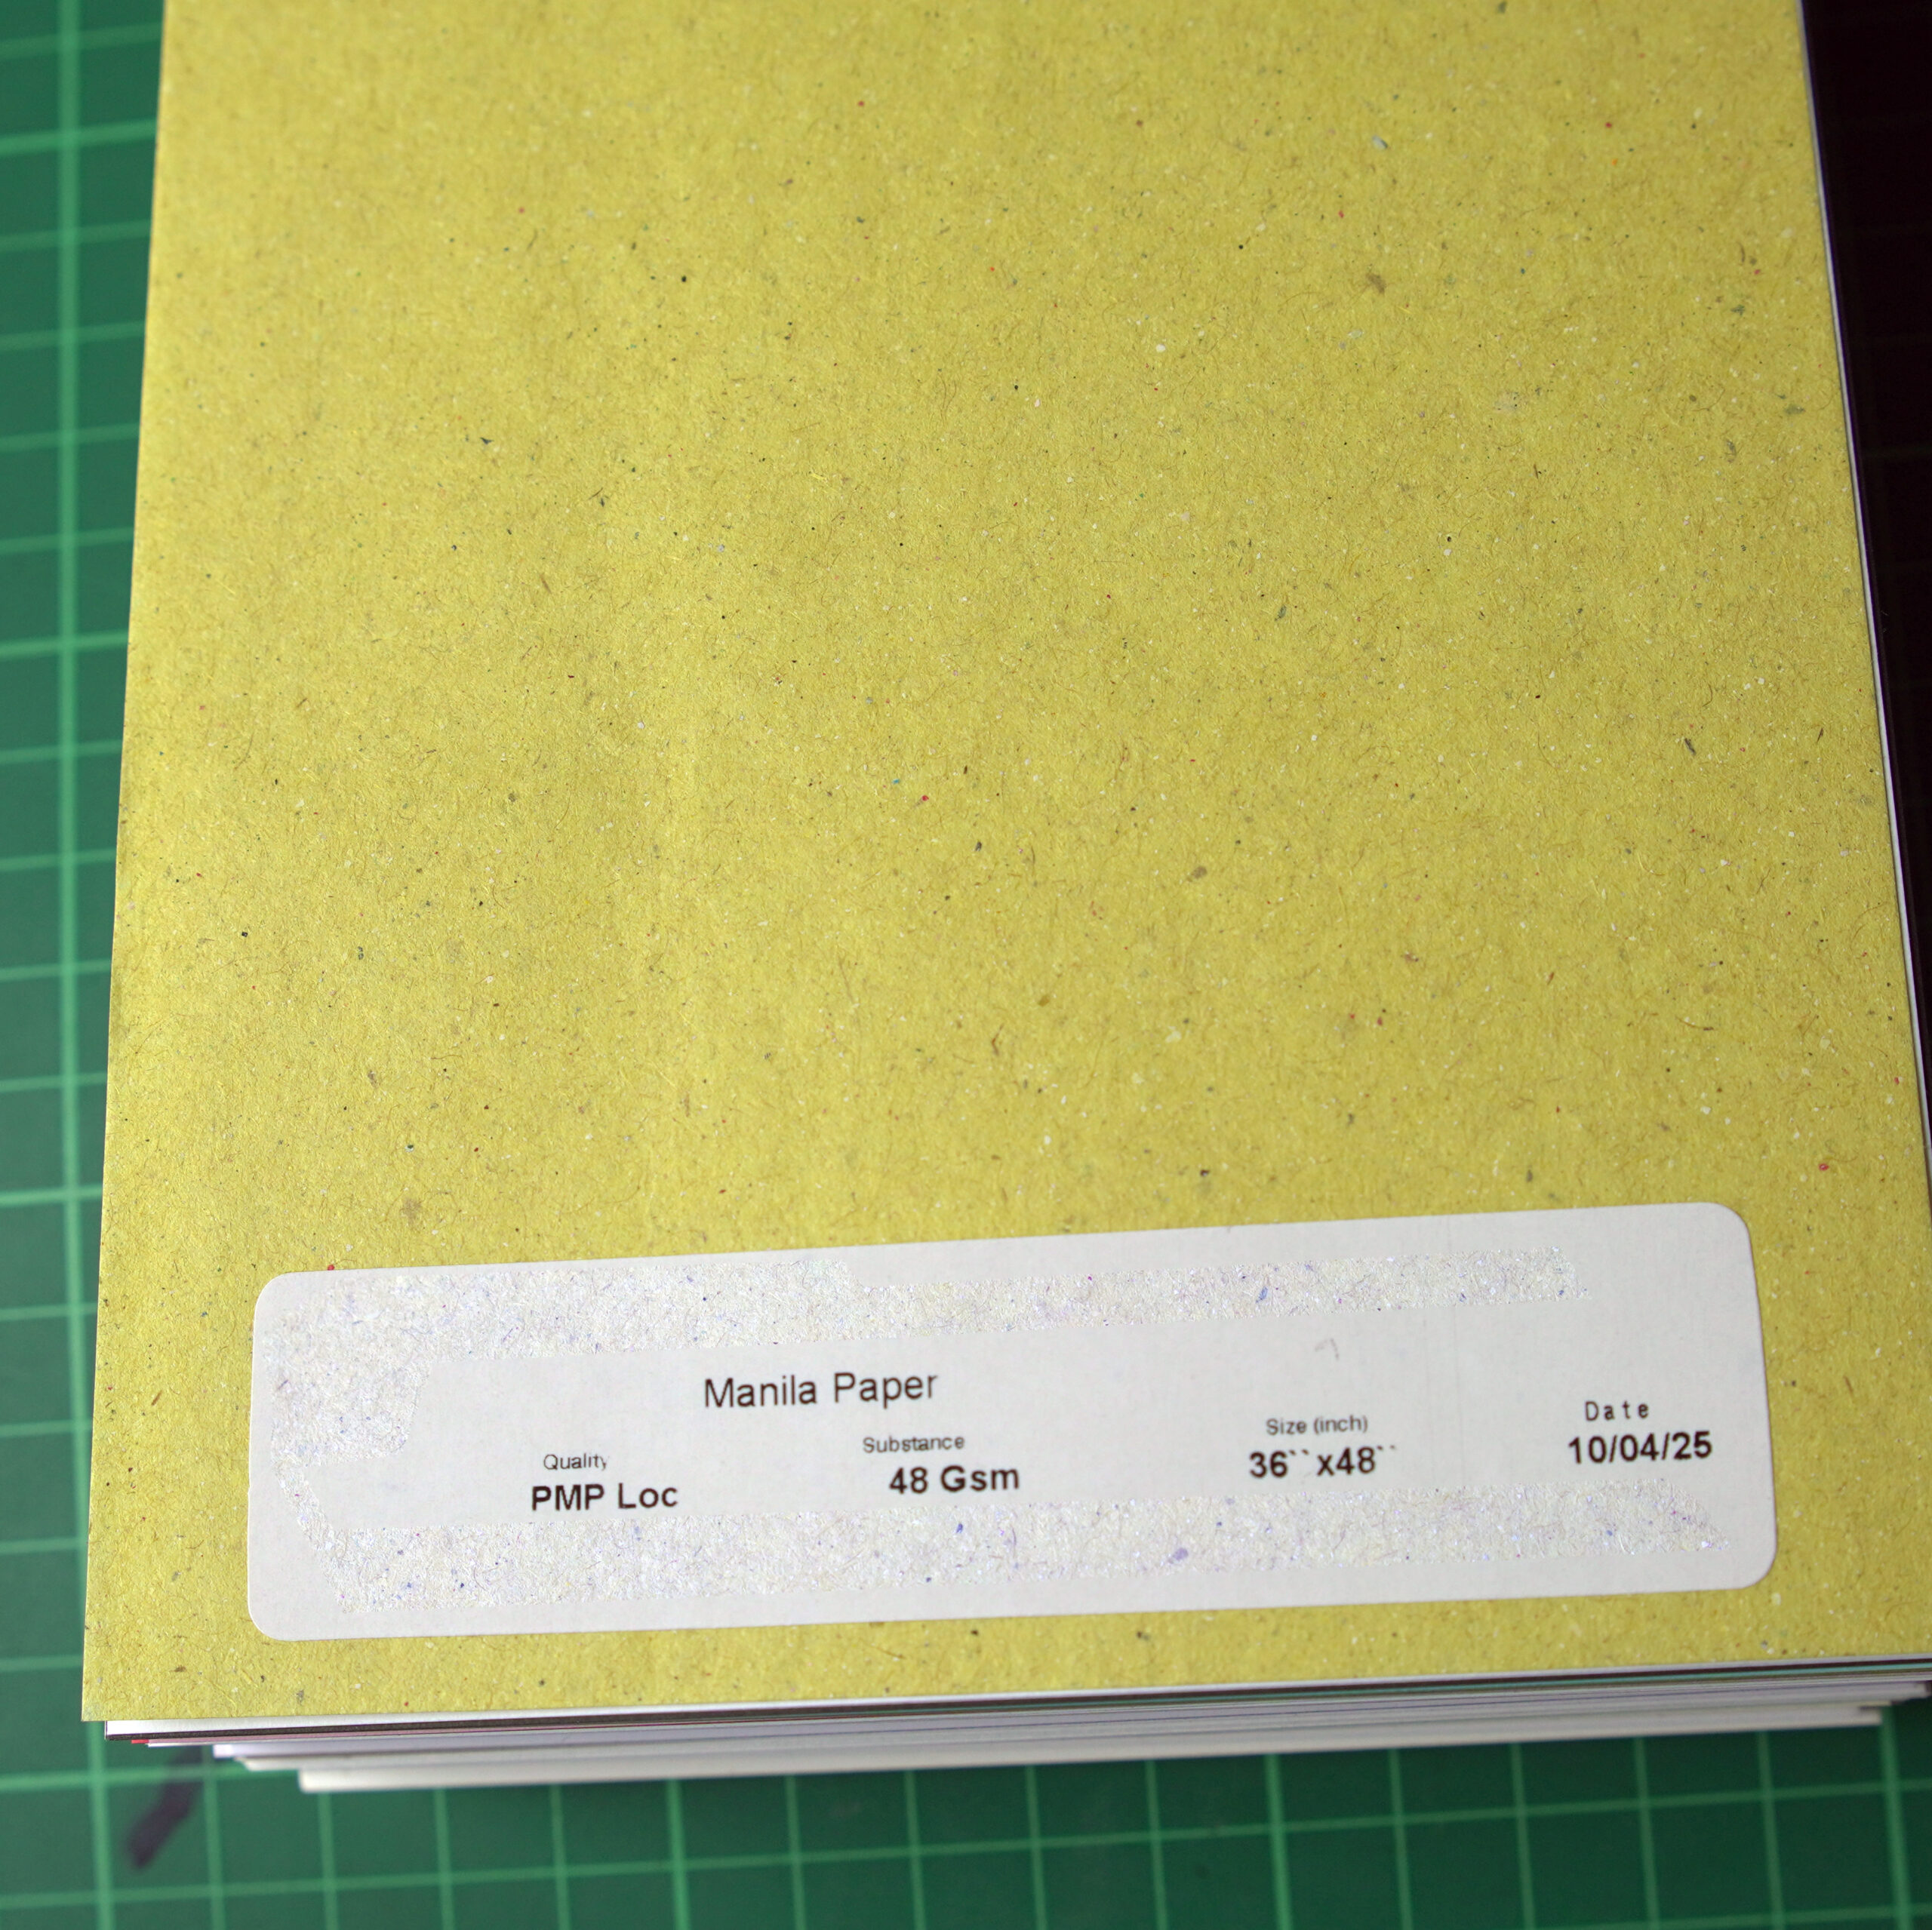 Manila Paper
Quality Substance Size (inch) Date
PMP Loc 48 Gsm 36`` x48`` 10/04/25